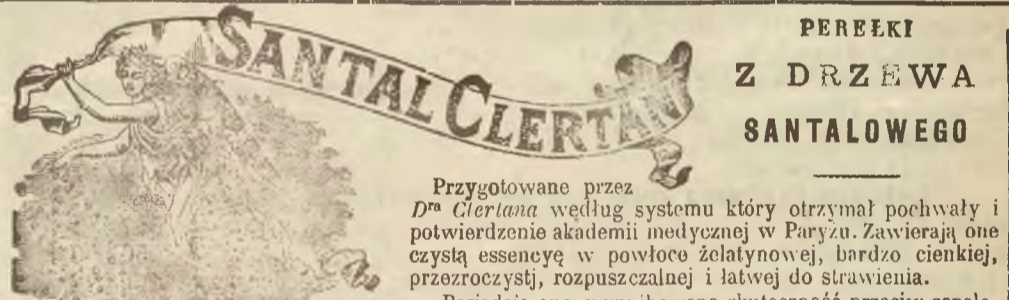 SANTAL CLERTAN
PEREŁKI
Z DRZEWA
SANTALOWEGO
Przygotowane przez
Dra Clertana według systemu który otrzymał pochwały i
potwierdzenie akademii medycznej w Paryżu. Zawierają one
czystą essencyę w powłoce żelatynowej, bardzo cienkiej,
przezroczystj, rozpuszczalnej i łatwej do strawienia.